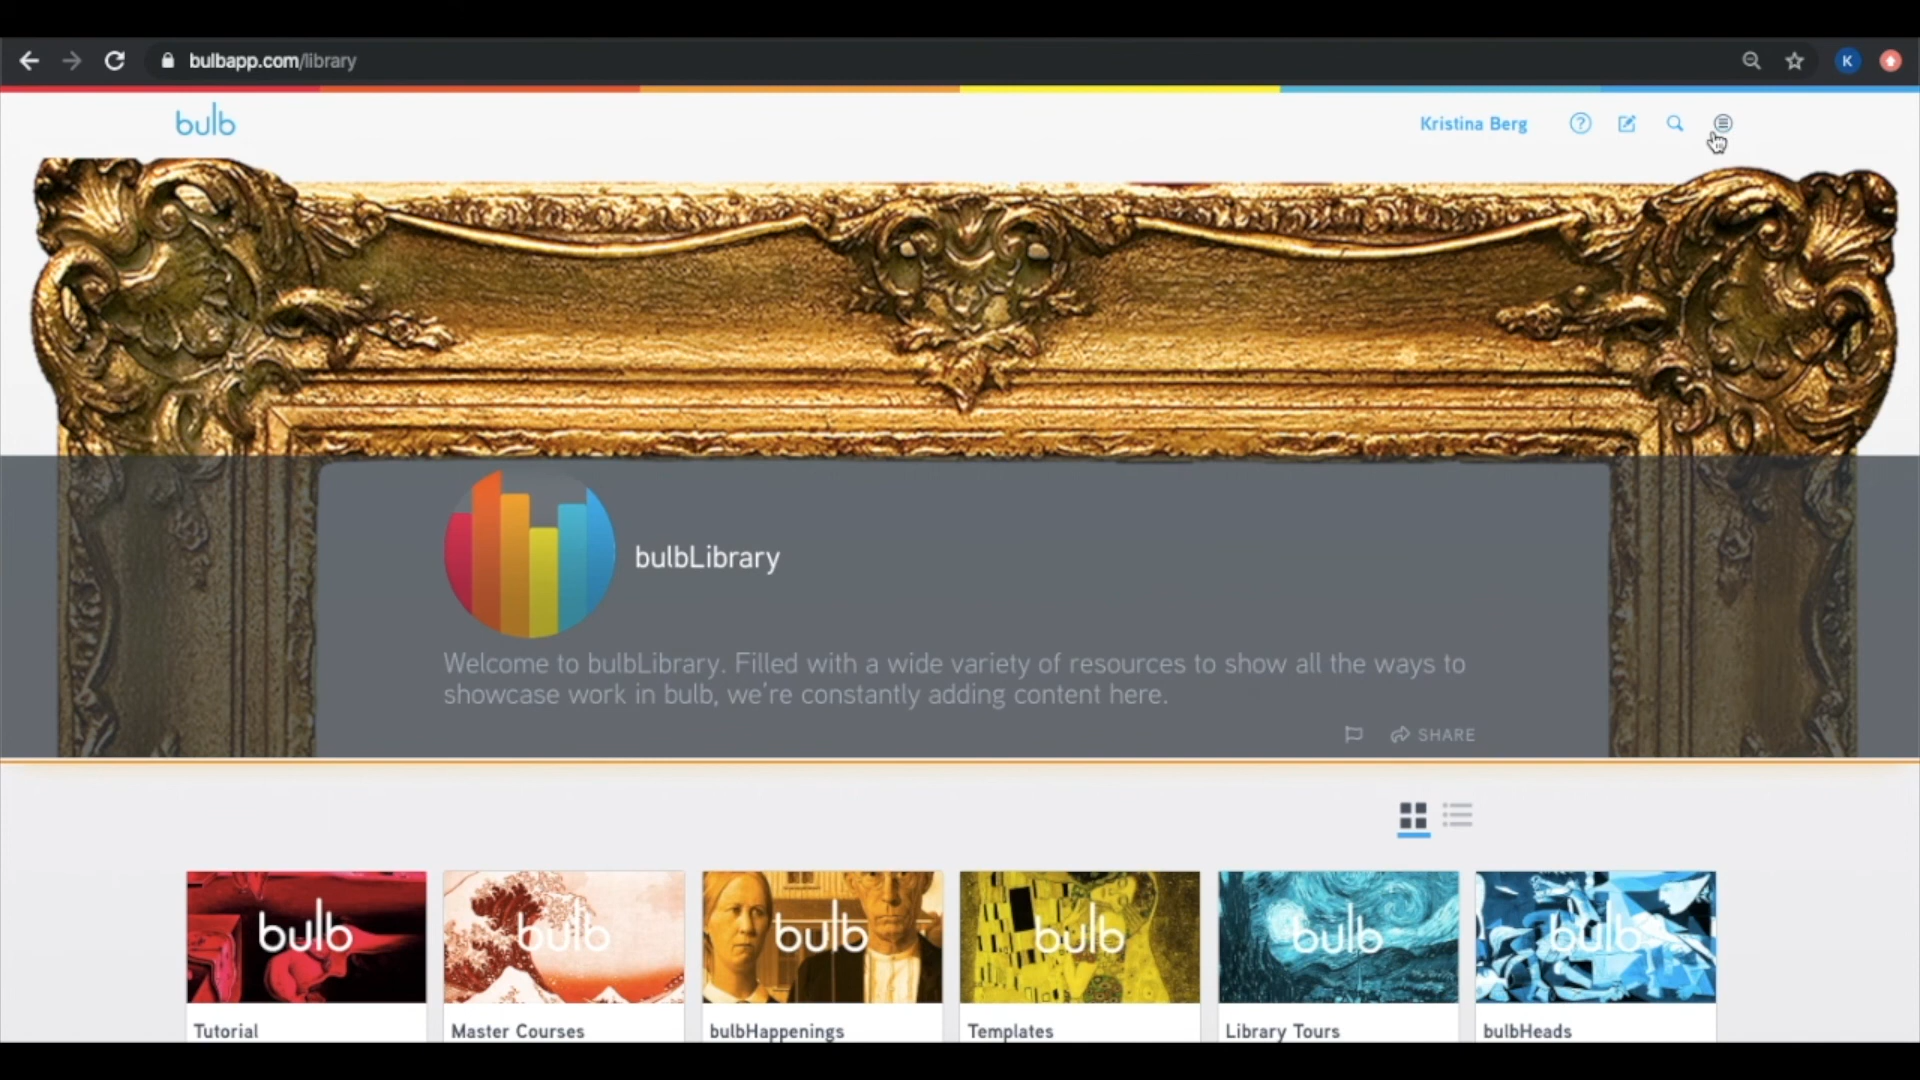 bulbapp.com/library
K
bulb
Kristina Berg
?
bulbLibrary
Welcome to bulbLibrary. Filled with a wide variety of resources to show all the ways to
showcase work in bulb, we're constantly adding content here.
SHARE
bulb
bulb
bulb
bulb
bulb
bulb
Tutorial
Master Courses
bulbHappenings
Templates
Library Tours
bulbHeads